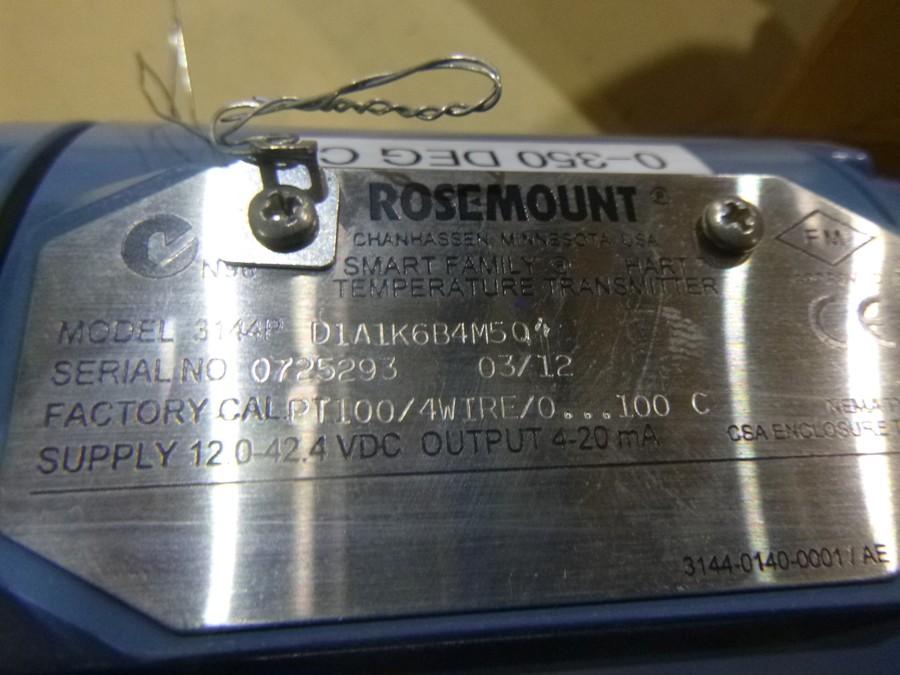 0-350 DEG C
ROSEMOUNT ®
CHANHASSEN, MINNESOTA USA
N96
SMART FAMILY ® HART
TEMPERATURE TRANSMITTER
FM
CE
MODEL 3144P D1A1K6B4M5Q4
SERIAL NO 0725293 03/12
FACTORY CAL. PT100/4WIRE/0...100 C
SUPPLY 12.0-42.4 VDC OUTPUT 4-20 mA
CSA ENCLOSURE
3144-0140-0001 / AE